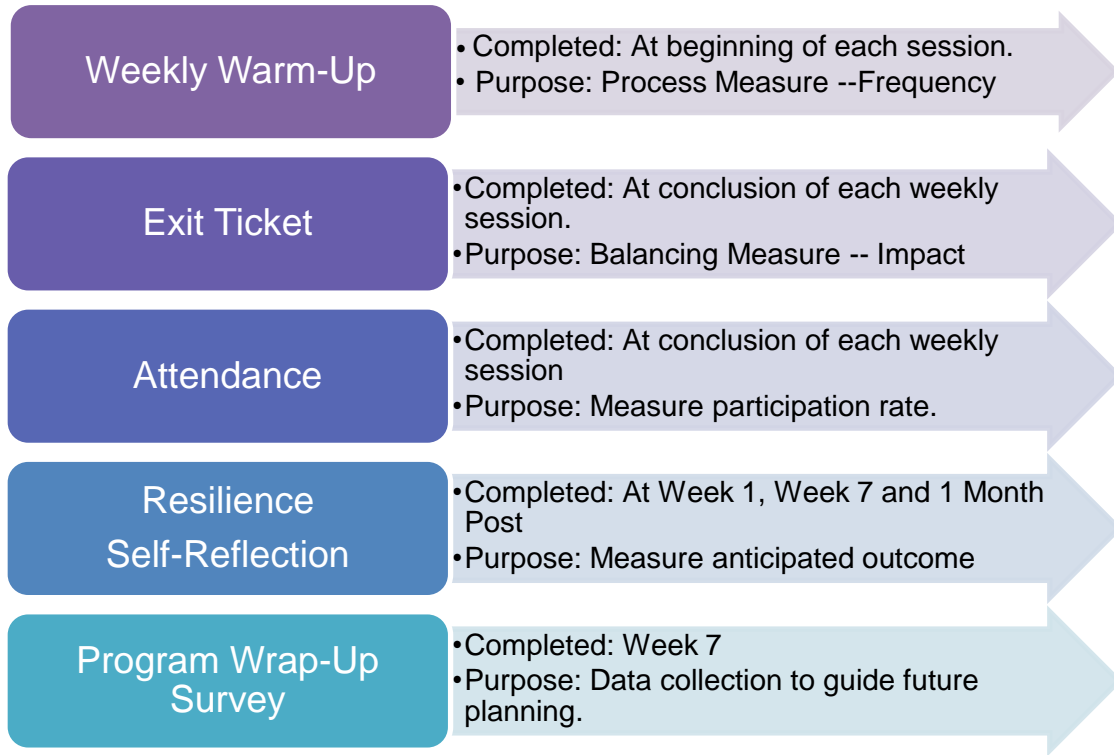 Weekly Warm-Up
• Completed: At beginning of each session.
• Purpose: Process Measure --Frequency
Exit Ticket
•Completed: At conclusion of each weekly
session.
•Purpose: Balancing Measure -- Impact
Attendance
•Completed: At conclusion of each weekly
session
•Purpose: Measure participation rate.
Resilience
Self-Reflection
•Completed: At Week 1, Week 7 and 1 Month
Post
•Purpose: Measure anticipated outcome
Program Wrap-Up
Survey
•Completed: Week 7
•Purpose: Data collection to guide future
planning.